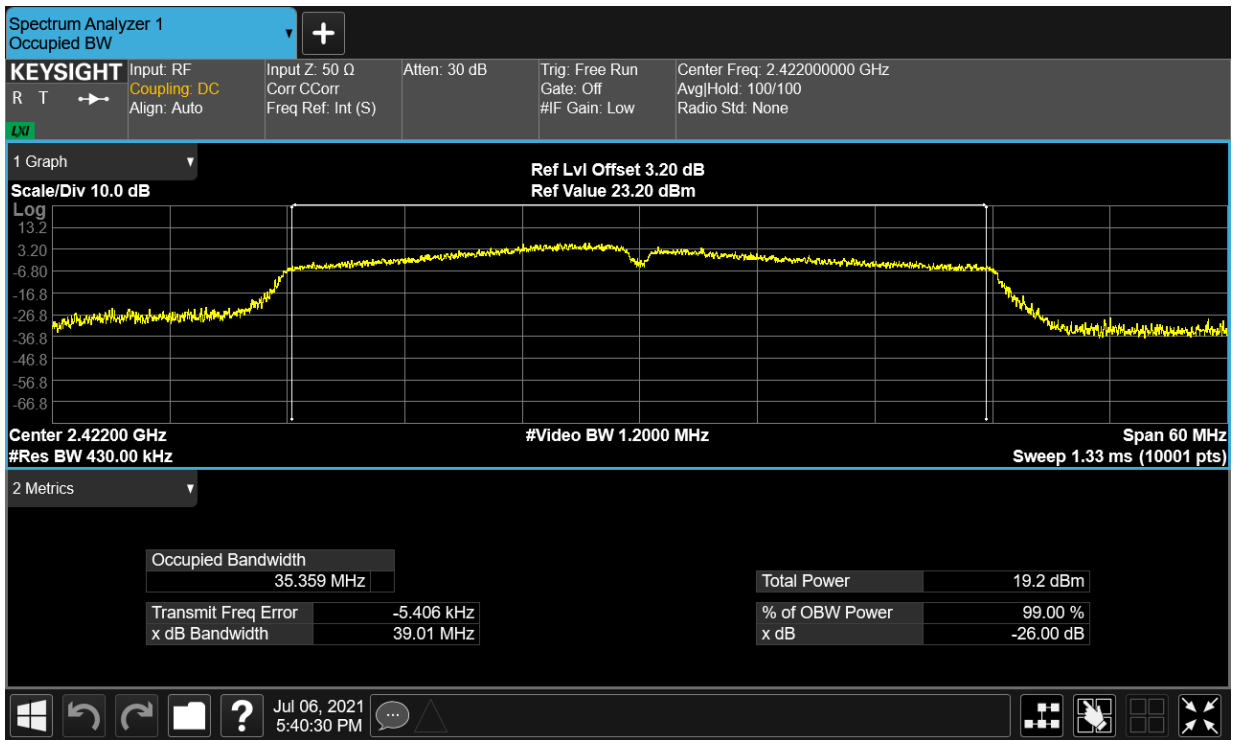 Spectrum Analyzer 1
Occupied BW
▼
+
KEYSIGHT
R T
LXI
Input: RF
Coupling: DC
Align: Auto
Input Z: 50 Ω
Corr CCorr
Freq Ref: Int (S)
Atten: 30 dB
Trig: Free Run
Gate: Off
#IF Gain: Low
Center Freq: 2.422000000 GHz
Avg|Hold: 100/100
Radio Std: None
1 Graph ▼
Scale/Div 10.0 dB
Ref Lvl Offset 3.20 dB
Ref Value 23.20 dBm
Log
13.2
3.20
-6.80
-16.8
-26.8
-36.8
-46.8
-56.8
-66.8
Center 2.42200 GHz
#Video BW 1.2000 MHz
Span 60 MHz
#Res BW 430.00 kHz
Sweep 1.33 ms (10001 pts)
2 Metrics ▼
Occupied Bandwidth
35.359 MHz
Total Power 19.2 dBm
Transmit Freq Error -5.406 kHz
% of OBW Power 99.00 %
x dB Bandwidth 39.01 MHz
x dB -26.00 dB
?
Jul 06, 2021
5:40:30 PM